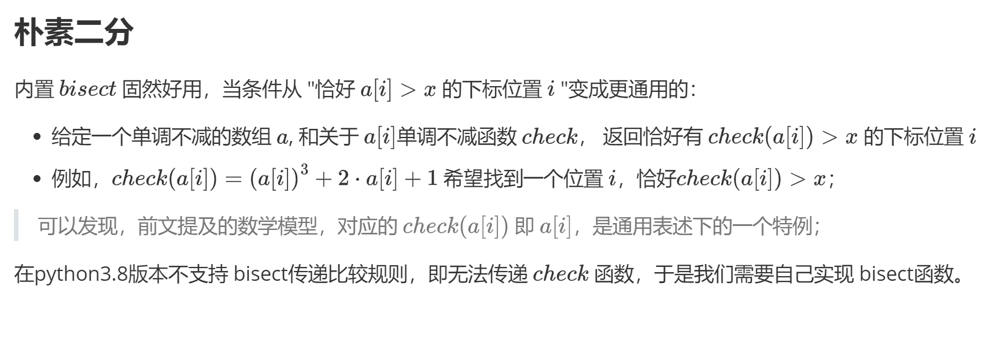 朴素二分
内置 bisect 固然好用，当条件从 "恰好 a[i] > x 的下标位置 i "变成更通用的：
• 给定一个单调不减的数组 a, 和关于 a[i]单调不减函数 check， 返回恰好有 check(a[i]) > x 的下标位置 i
• 例如，check(a[i]) = (a[i])³ + 2 · a[i] + 1 希望找到一个位置 i，恰好check(a[i]) > x；
可以发现，前文提及的数学模型，对应的 check(a[i]) 即 a[i]，是通用表述下的一个特例；
在python3.8版本不支持 bisect传递比较规则，即无法传递 check 函数，于是我们需要自己实现 bisect函数。